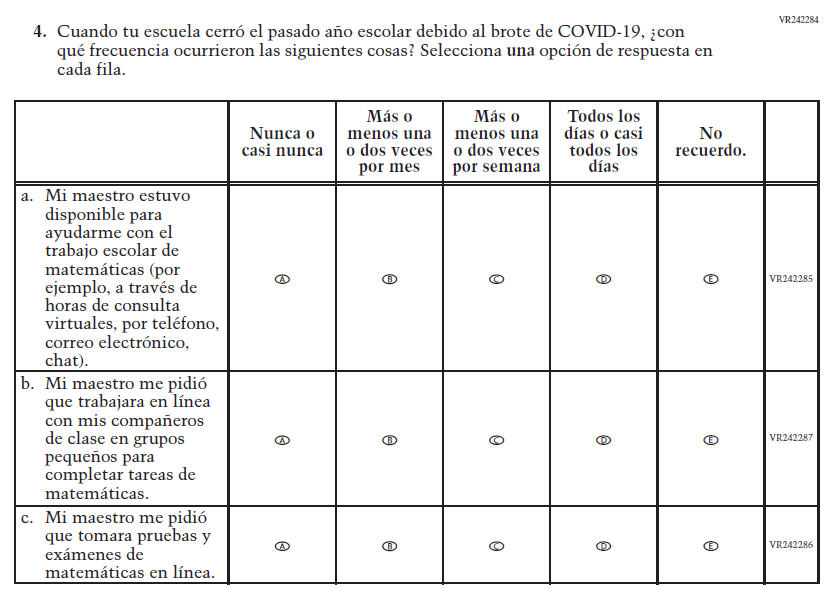 VR242284
4. Cuando tu escuela cerró el pasado año escolar debido al brote de COVID-19, ¿con
qué frecuencia ocurrieron las siguientes cosas? Selecciona una opción de respuesta en
cada fila.
Nunca o
casi nunca
Más o
menos una
o dos veces
por mes
Más o
menos una
o dos veces
por semana
Todos los
días o casi
todos los
días
No
recuerdo.
a. Mi maestro estuvo
disponible para
ayudarme con el
trabajo escolar de
matemáticas (por
ejemplo, a través de
horas de consulta
virtuales, por teléfono,
correo electrónico,
chat).
A B C D E VR242285
b. Mi maestro me pidió
que trabajara en línea
con mis compañeros
de clase en grupos
pequeños para
completar tareas de
matemáticas.
A B C D E VR242287
c. Mi maestro me pidió
que tomara pruebas y
exámenes de
matemáticas en línea.
A B C D E VR242286